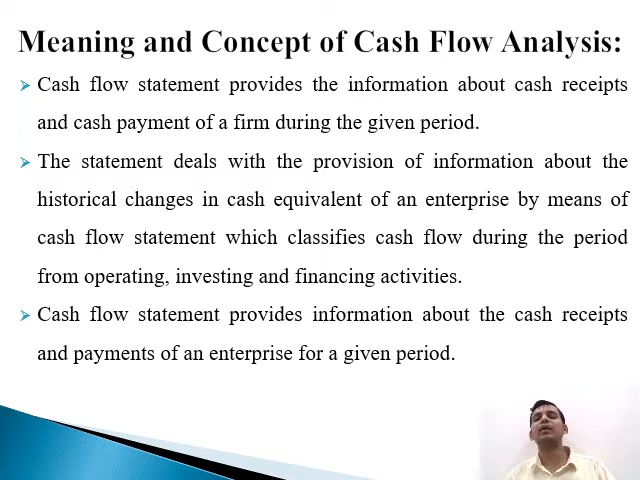 Meaning and Concept of Cash Flow Analysis:
Cash flow statement provides the information about cash receipts
and cash payment of a firm during the given period.
The statement deals with the provision of information about the
historical changes in cash equivalent of an enterprise by means of
cash flow statement which classifies cash flow during the period
from operating, investing and financing activities.
Cash flow statement provides information about the cash receipts
and payments of an enterprise for a given period.